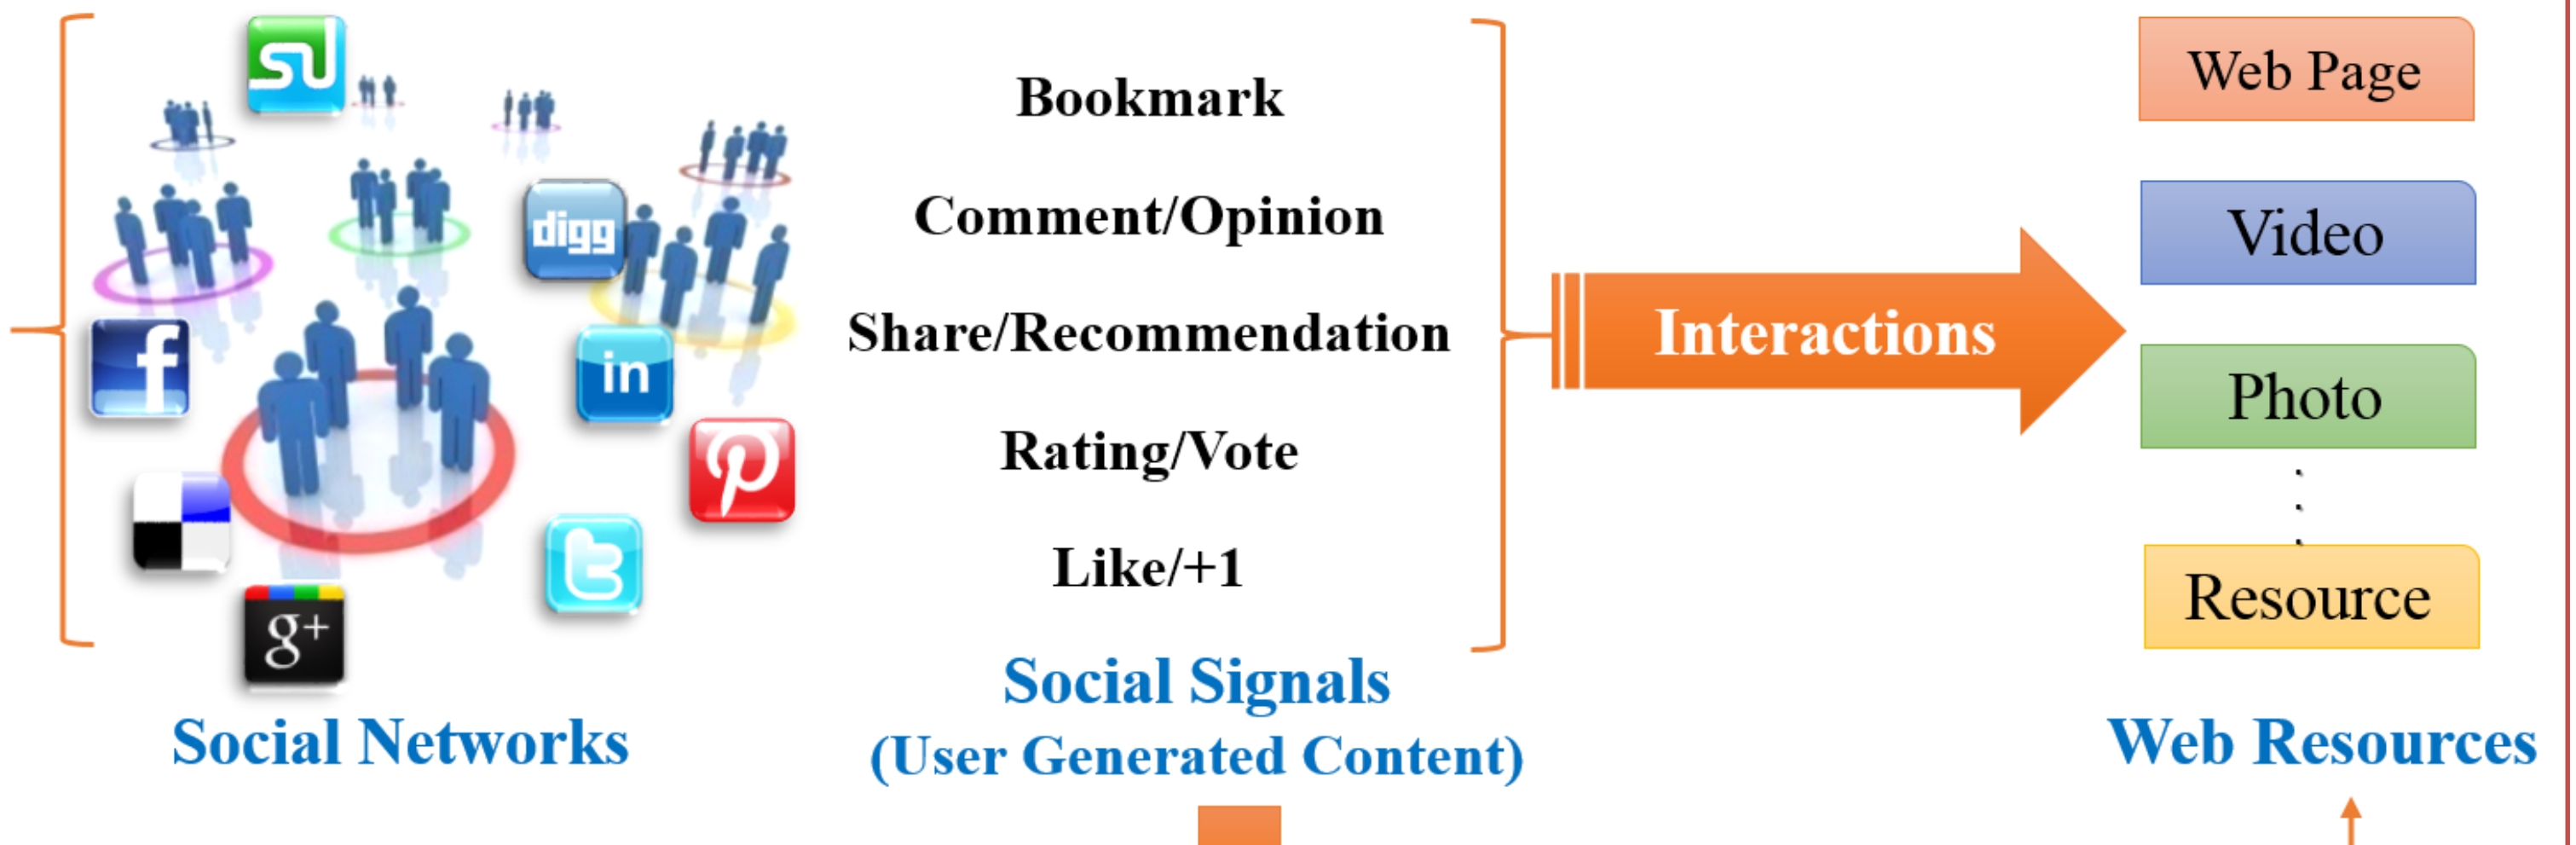 su
digg
f
in
p
t
g+
Social Networks
Bookmark
Comment/Opinion
Share/Recommendation
Rating/Vote
Like/+1
Social Signals
(User Generated Content)
Interactions
Web Page
Video
Photo
Resource
Web Resources